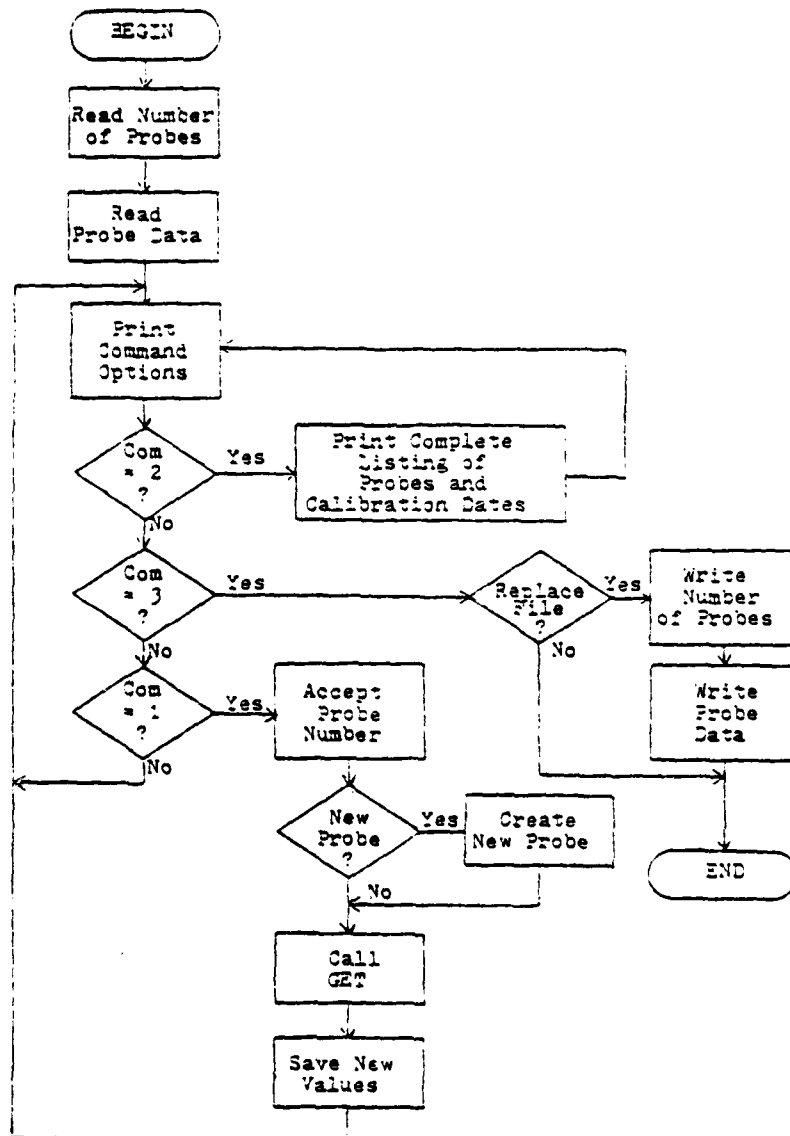 BEGIN
Read Number
of Probes
Read
Probe Data
Print
Command
Options
Com
= 2
?
Yes
No
Print Complete
Listing of
Probes and
Calibration Dates
Com
= 3
?
Yes
No
Replace
File
?
Yes
No
Write
Number
of Probes
Write
Probe
Data
END
Com
= 1
?
Yes
No
Accept
Probe
Number
New
Probe
?
Yes
No
Create
New Probe
Call
GET
Save New
Values